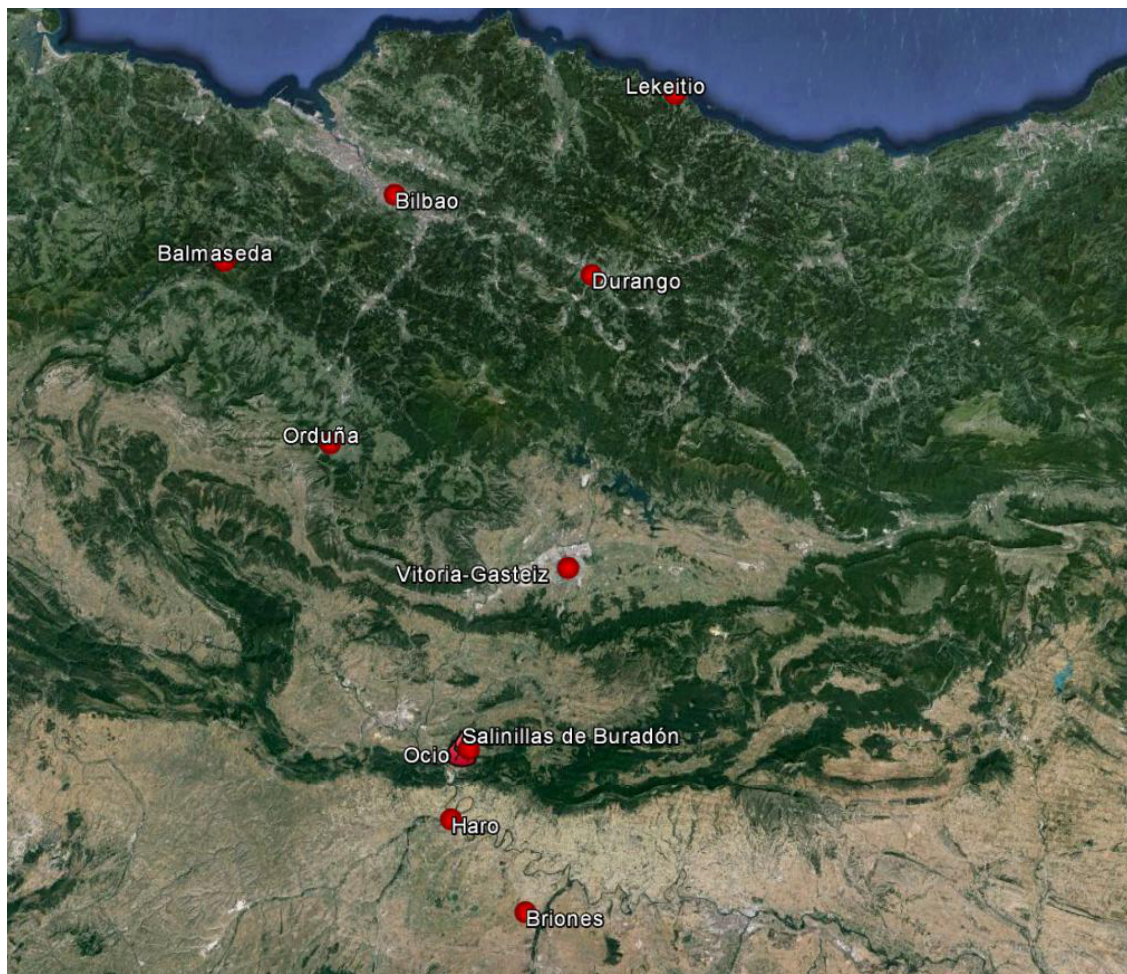 Lekeitio
Bilbao
Balmaseda
Durango
Orduña
Vitoria-Gasteiz
Salinillas de Buradón
Ocio
Haro
Briones